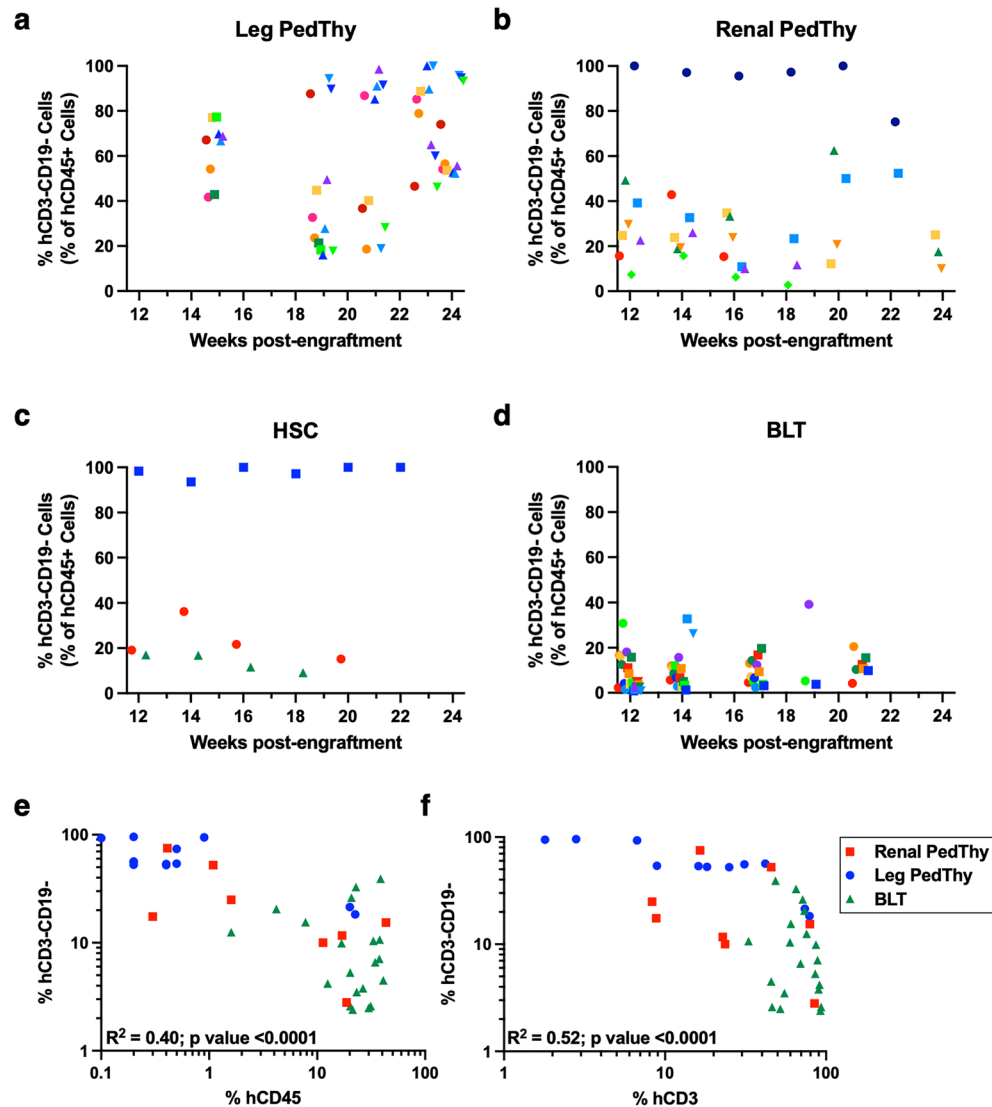 a
Leg PedThy
% hCD3-CD19- Cells
(% of hCD45+ Cells)
100
80
60
40
20
0
12 14 16 18 20 22 24
Weeks post-engraftment
b
Renal PedThy
% hCD3-CD19- Cells
(% of hCD45+ Cells)
100
80
60
40
20
0
12 14 16 18 20 22 24
Weeks post-engraftment
c
HSC
% hCD3-CD19- Cells
(% of hCD45+ Cells)
100
80
60
40
20
0
12 14 16 18 20 22 24
Weeks post-engraftment
d
BLT
% hCD3-CD19- Cells
(% of hCD45+ Cells)
100
80
60
40
20
0
12 14 16 18 20 22 24
Weeks post-engraftment
e
% hCD3-CD19-
100
10
1
R² = 0.40; p value <0.0001
0.1 1 10 100
% hCD45
f
% hCD3-CD19-
100
10
1
R² = 0.52; p value <0.0001
1 10 100
% hCD3
Renal PedThy
Leg PedThy
BLT